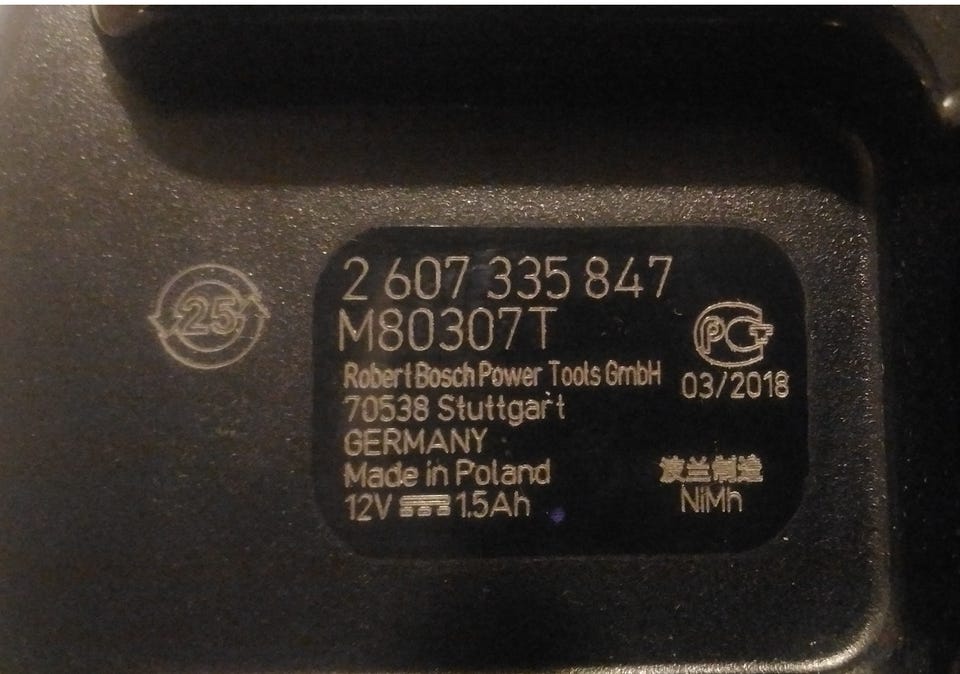 25
2 607 335 847
M80307T
PCT
Robert Bosch Power Tools GmbH
03/2018
70538 Stuttgart
GERMANY
Made in Poland
波兰制造
12V 1.5Ah
NiMh